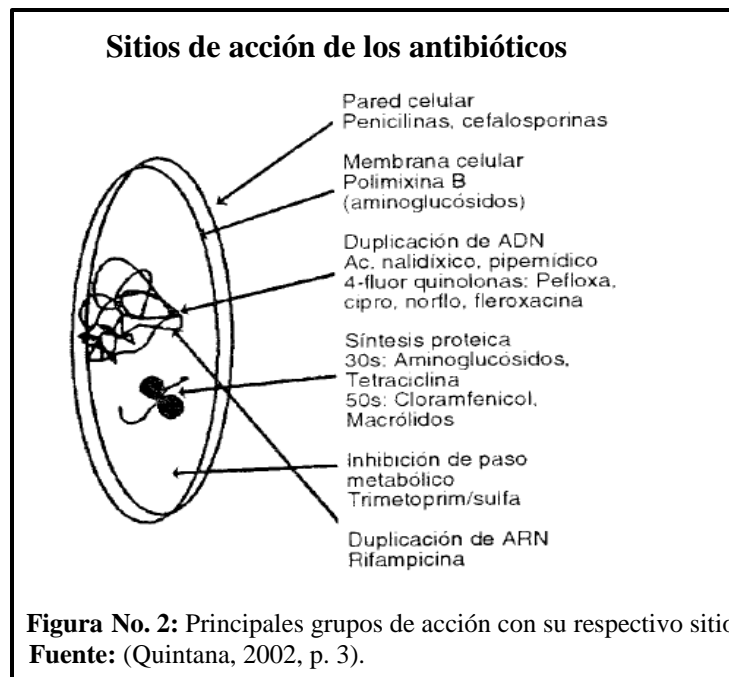 Sitios de acción de los antibióticos
Pared celular
Penicilinas, cefalosporinas
Membrana celular
Polimixina B
(aminoglucósidos)
Duplicación de ADN
Ac. nalidíxico, pipemídico
4-fluor quinolonas: Pefloxa,
cipro, norflo, fleroxacina
Síntesis proteica
30s: Aminoglucósidos,
Tetraciclina
50s: Cloramfenicol,
Macrólidos
Inhibición de paso
metabólico
Trimetoprim/sulfa
Duplicación de ARN
Rifampicina
Figura No. 2: Principales grupos de acción con su respectivo sitio
Fuente: (Quintana, 2002, p. 3).